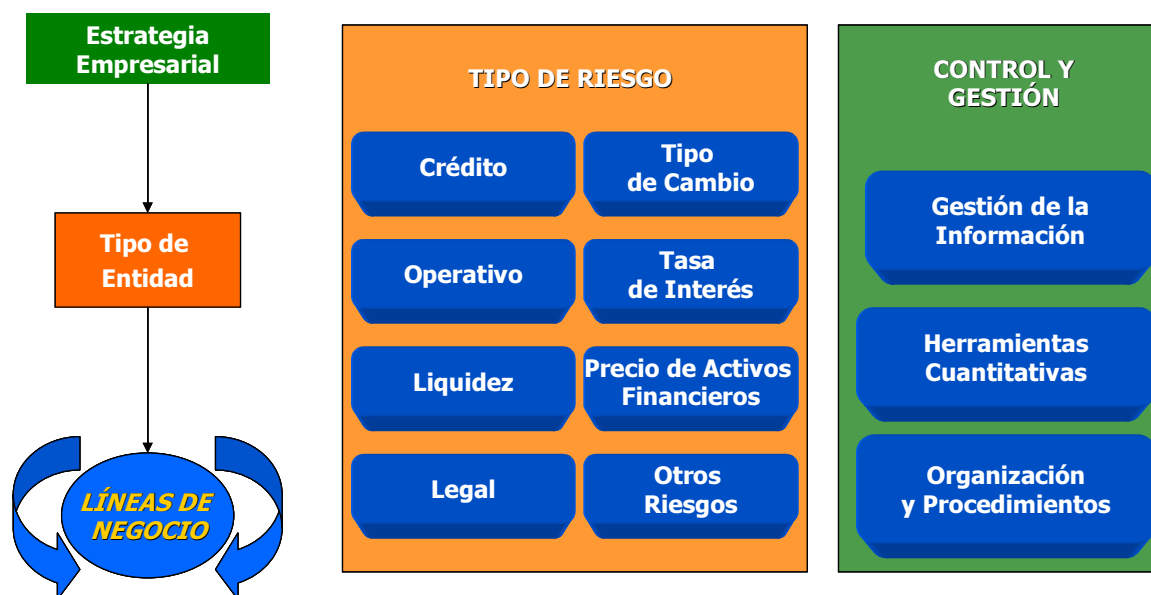 Estrategia
Empresarial
Tipo de
Entidad
LÍNEAS DE
NEGOCIO
TIPO DE RIESGO
Crédito
Tipo
de Cambio
Operativo
Tasa
de Interés
Liquidez
Precio de Activos
Financieros
Legal
Otros
Riesgos
CONTROL Y
GESTIÓN
Gestión de la
Información
Herramientas
Cuantitativas
Organización
y Procedimientos